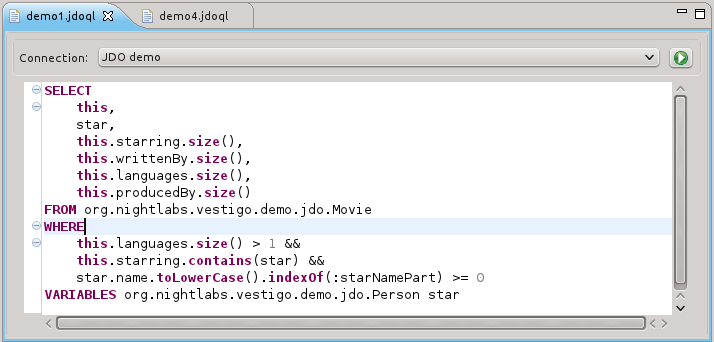 demo1.jdoql demo4.jdoql
Connection: JDO demo
SELECT
this,
star,
this.starring.size(),
this.writtenBy.size(),
this.languages.size(),
this.producedBy.size()
FROM org.nightlabs.vestigo.demo.jdo.Movie
WHERE
this.languages.size() > 1 &&
this.starring.contains(star) &&
star.name.toLowerCase().indexOf(:starNamePart) >= 0
VARIABLES org.nightlabs.vestigo.demo.jdo.Person star